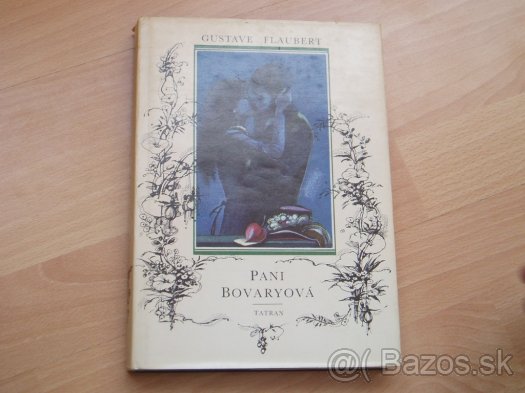 GUSTAVE FLAUBERT
PANI
BOVARYOVÁ
TATRAN
@( Bazos.sk